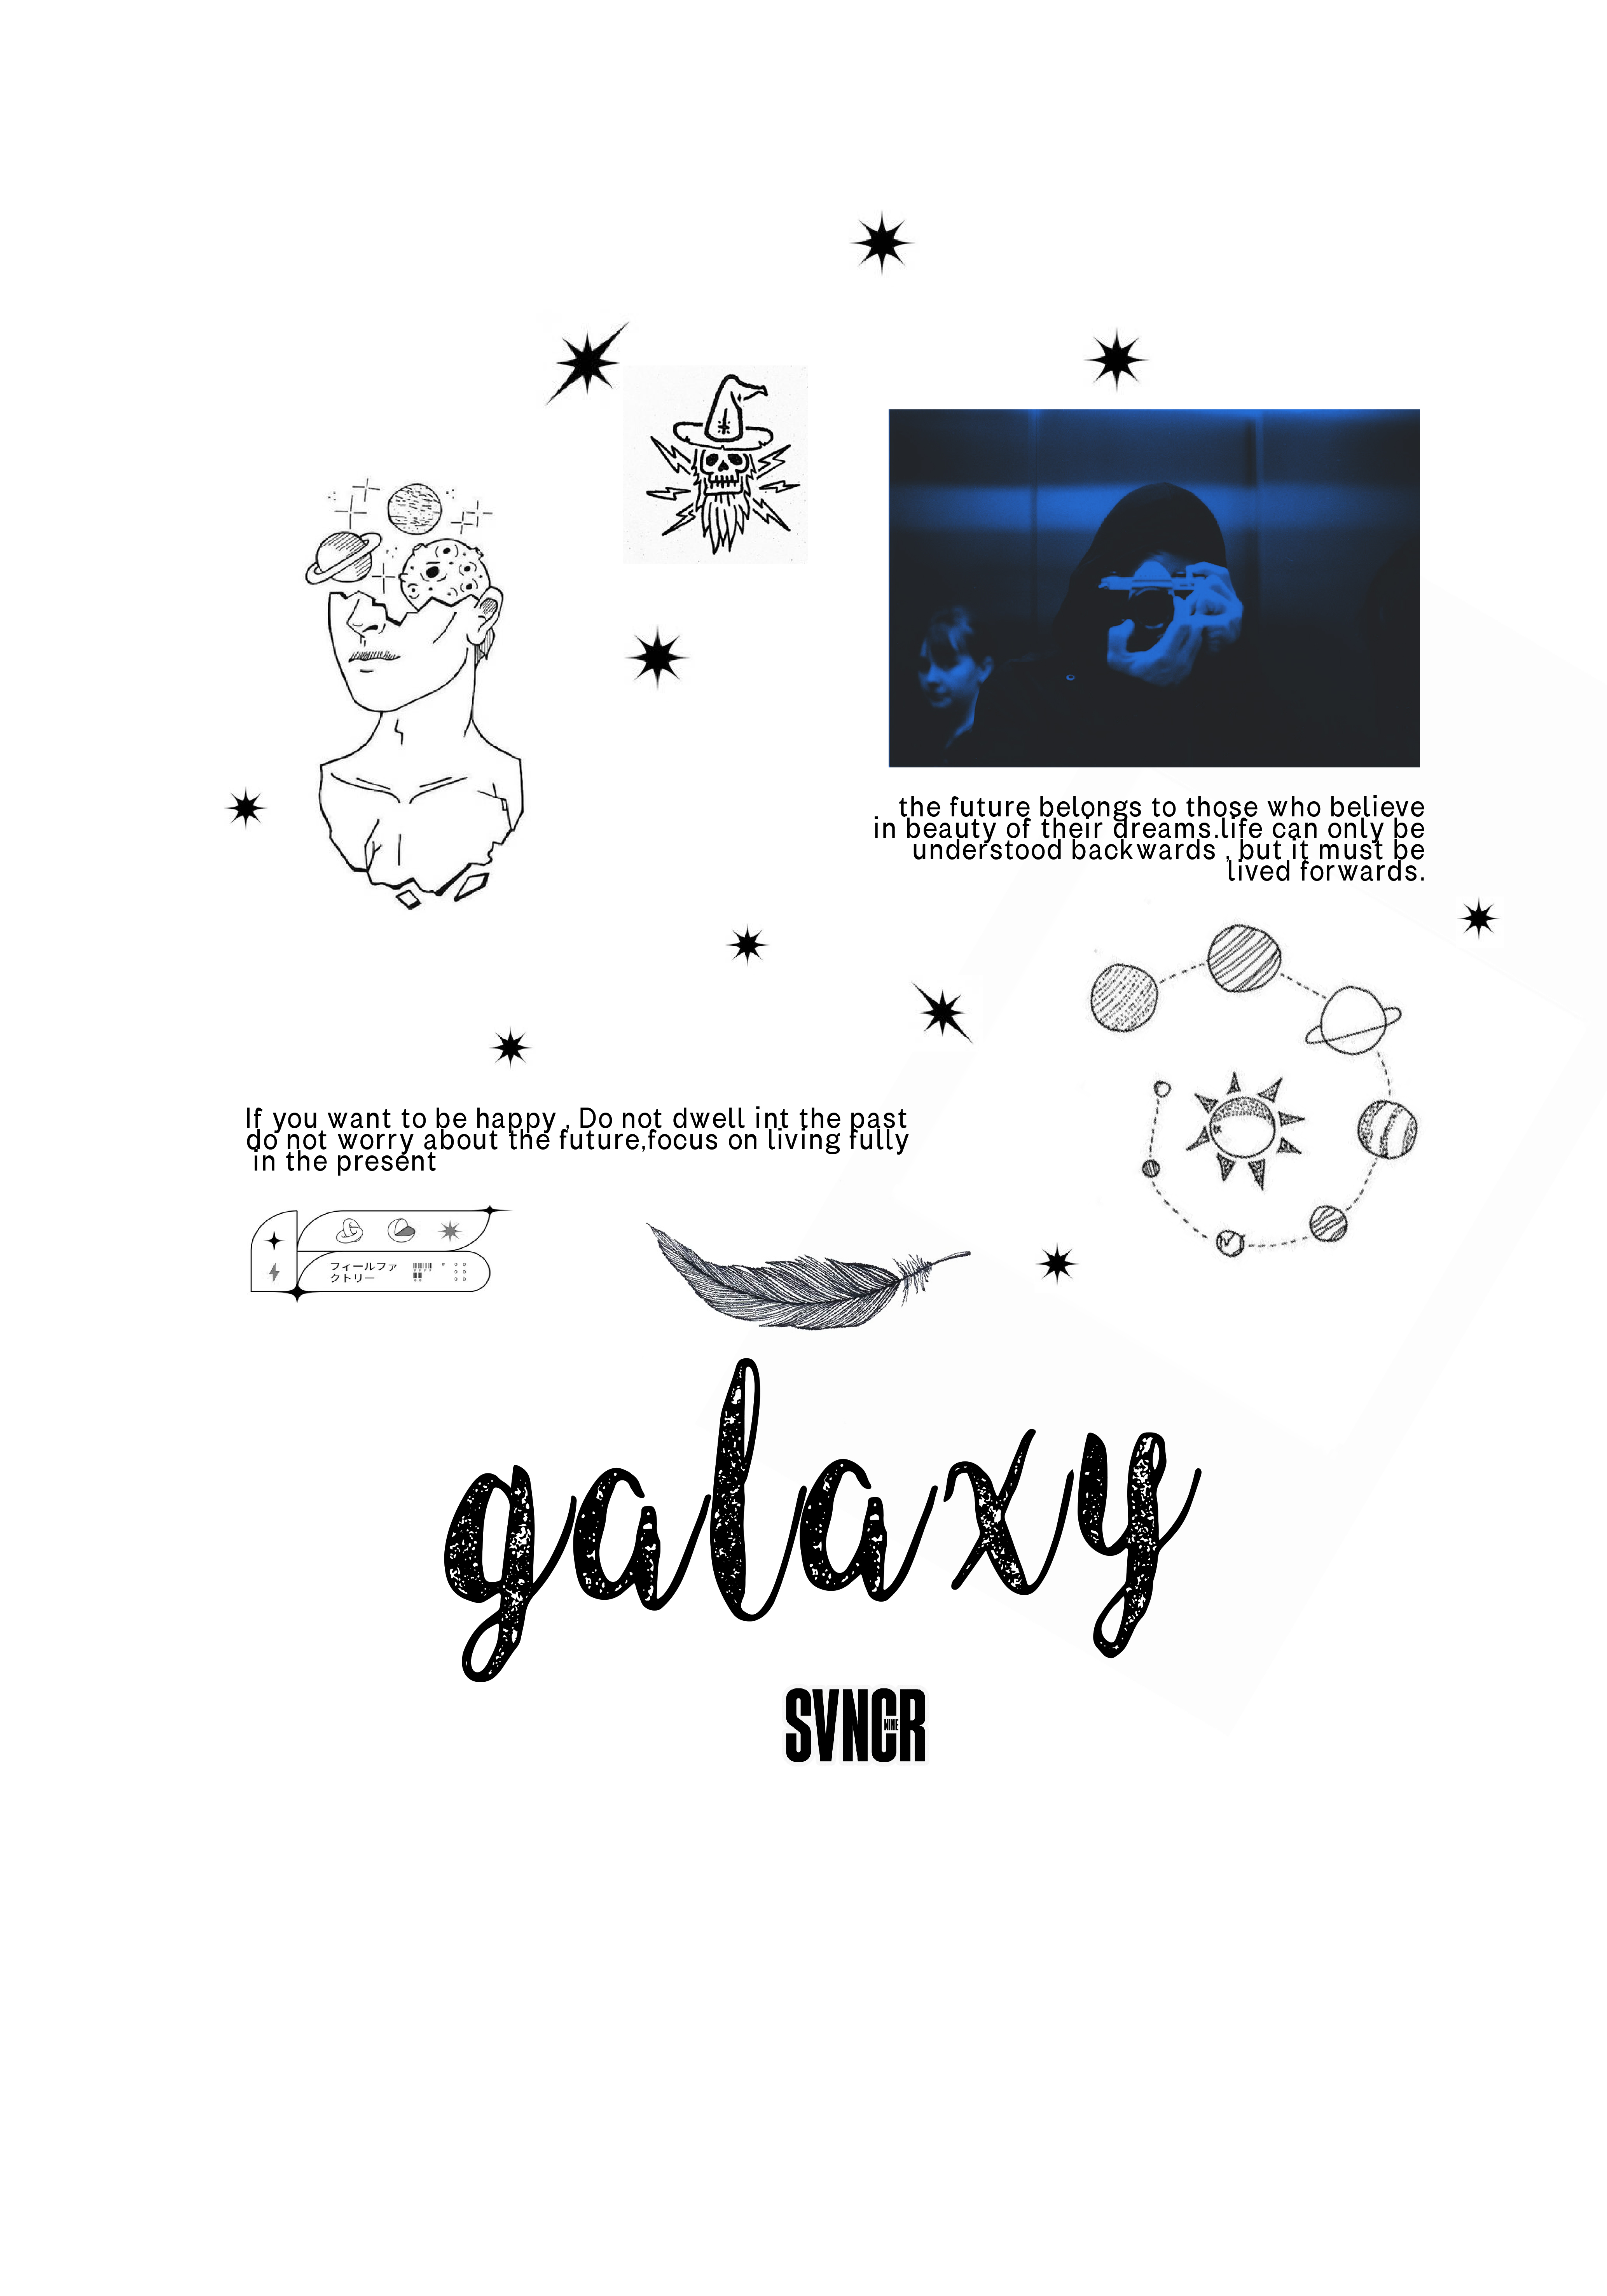 the future belongs to those who believe
in beauty of their dreams.life can only be
understood backwards , but it must be
lived forwards.
If you want to be happy , Do not dwell int the past
do not worry about the future,focus on living fully
in the present
フィールファ
クトリー
galaxy
SVNCR
NINE